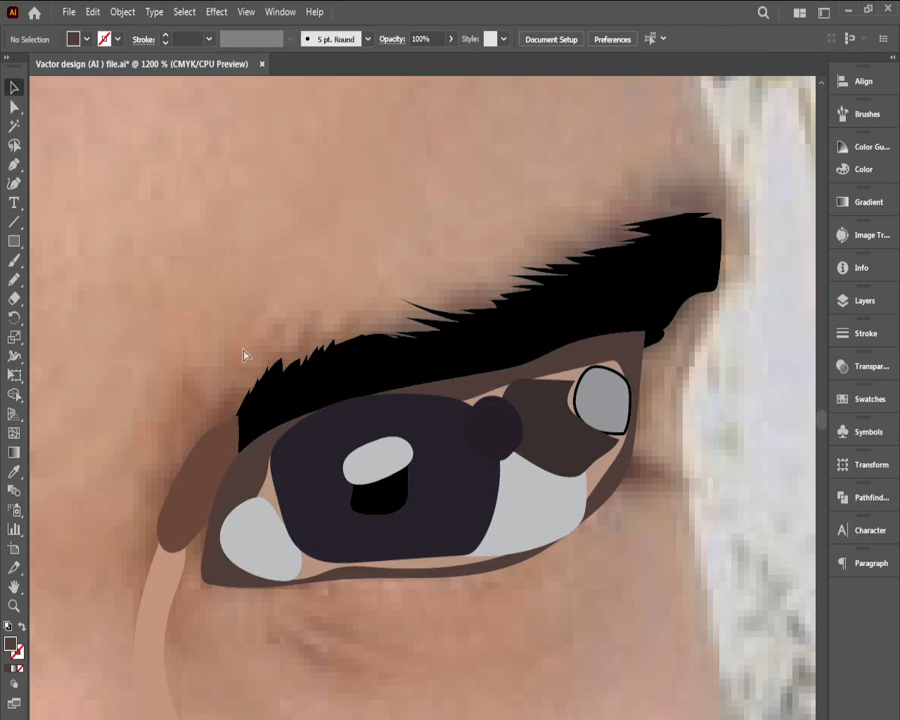 Ai File Edit Object Type Select Effect View Window Help
No Selection Stroke: 5 pt. Round Opacity: 100% Style: Document Setup Preferences
Vactor design (AI ) file.ai* @ 1200 % (CMYK/CPU Preview) ×
Align
Brushes
Color Gu...
Color
Gradient
Image Tr...
Info
Layers
Stroke
Transpar...
Swatches
Symbols
Transform
Pathfind...
Character
Paragraph